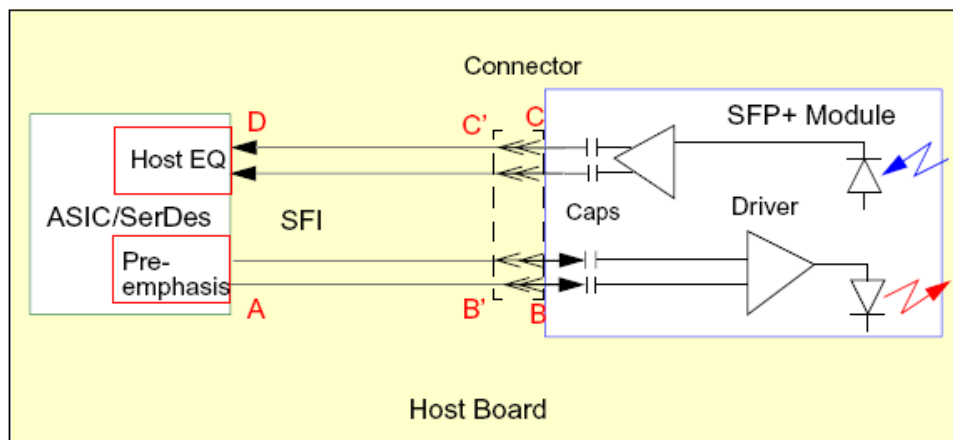 Connector
D
C'
C
SFP+ Module
Host EQ
ASIC/SerDes
SFI
Caps
Driver
Pre-
emphasis
A
B'
B
Host Board